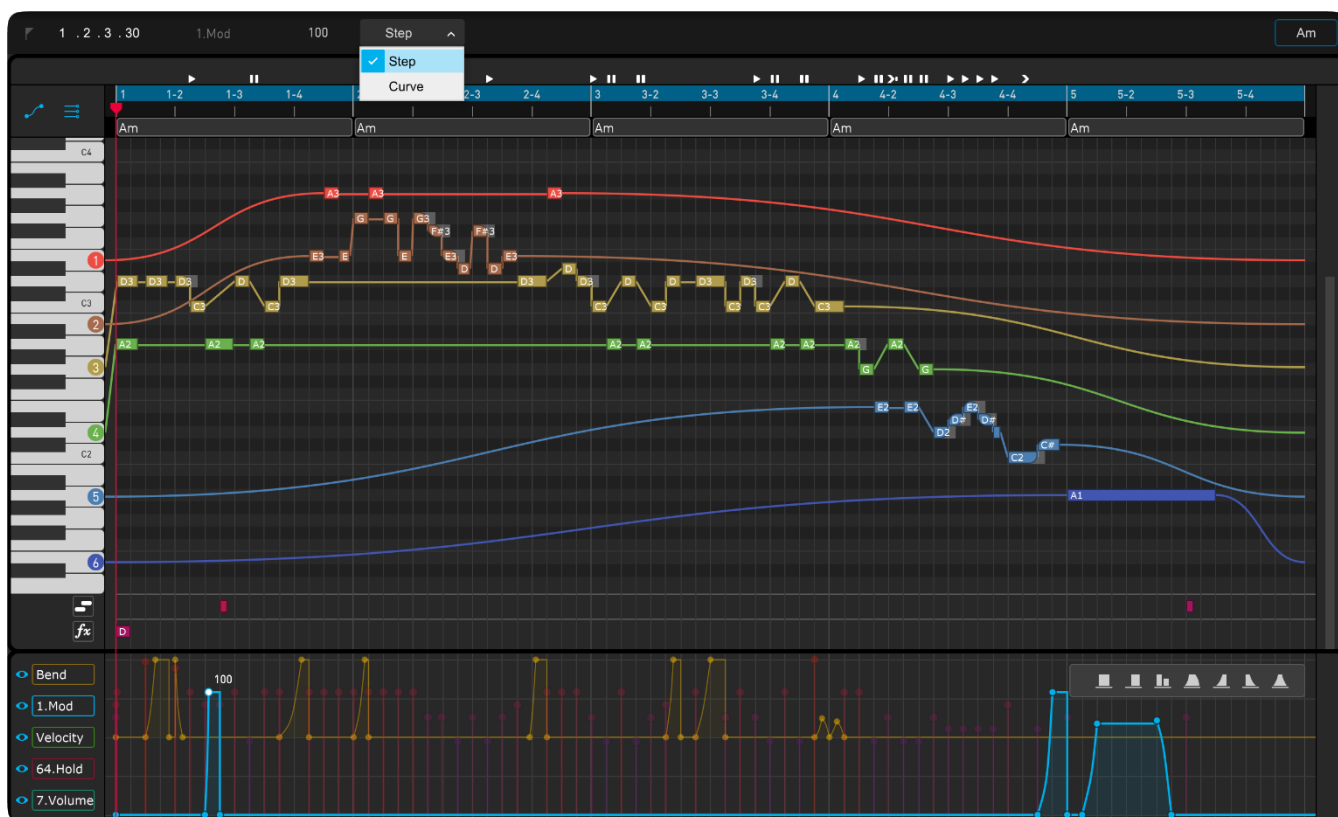 1 . 2 . 3 . 30 1.Mod 100 Step Am
Step
Curve
1 1-2 1-3 1-4 2-3 2-4 3 3-2 3-3 3-4 4 4-2 4-3 4-4 5 5-2 5-3 5-4
Am Am Am Am Am
C4
A3 A3 A3
G G G3
F#3 F#3
E3 E E E3 E3
1
D D D
D3 D3 D3 D D3 D3 D3 D D D3 D3 D
C3 C3 C3 C3 C3 C3 C3 C3
2
A2 A2 A2 A2 A2 A2 A2 A2 A2
3
G G
E2 E2 E2
D# D#
4 D2
C# 
C2 C2
5 A1
6
fx D
Bend
100
1.Mod
Velocity
64.Hold
7.Volume